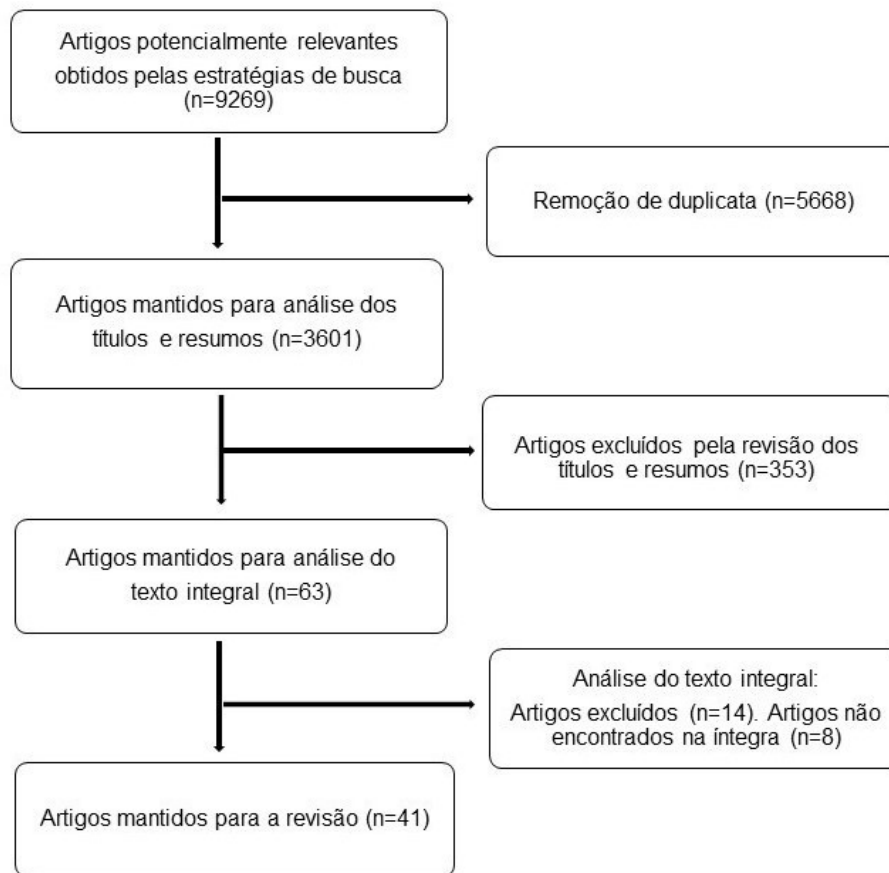 Artigos potencialmente relevantes
obtidos pelas estratégias de busca
(n=9269)
Remoção de duplicata (n=5668)
Artigos mantidos para análise dos
títulos e resumos (n=3601)
Artigos excluídos pela revisão dos
títulos e resumos (n=353)
Artigos mantidos para análise do
texto integral (n=63)
Análise do texto integral:
Artigos excluídos (n=14). Artigos não
encontrados na íntegra (n=8)
Artigos mantidos para a revisão (n=41)